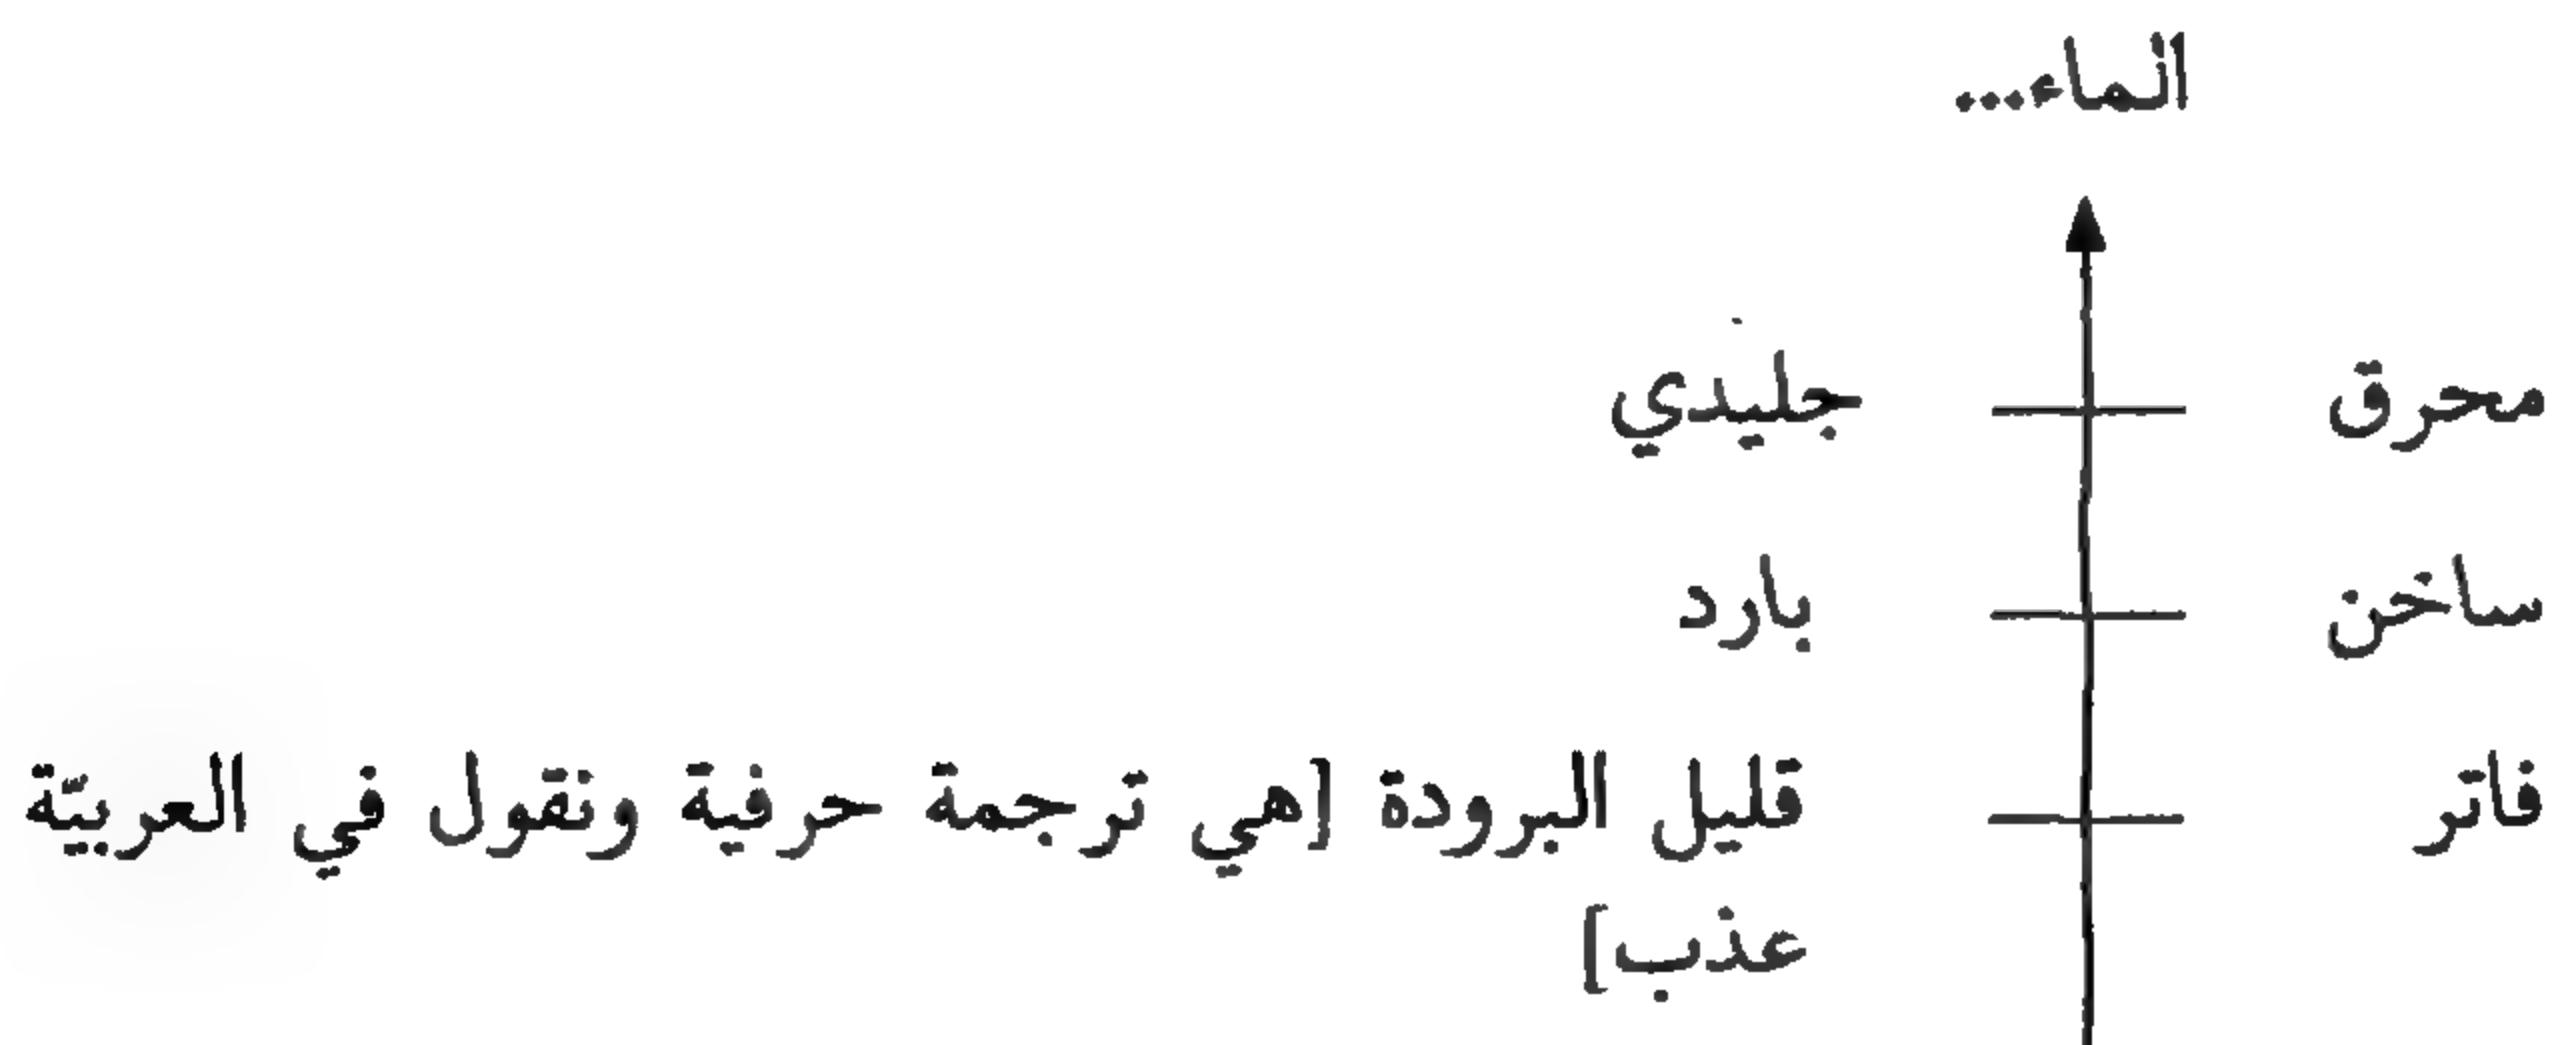 الماء...
محرق جليدي
ساخن بارد
فاتر قليل البرودة [هي ترجمة حرفية ونقول في العربيّة
عذب]